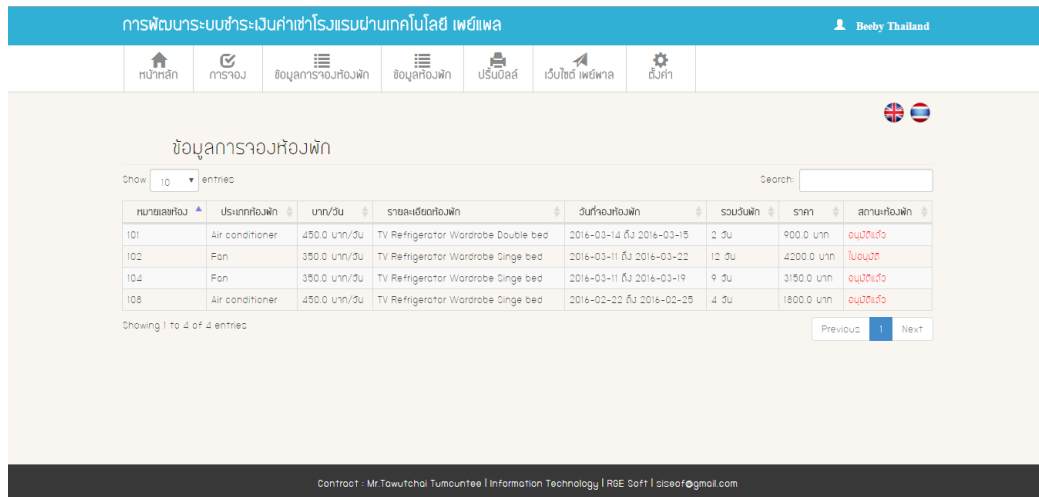 การพัฒนาระบบชำระเงินค่าเช่าโรงแรมผ่านเทคโนโลยี เพย์แพล
Beeby Thailand
หน้าหลัก การจอง ข้อมูลการจองห้องพัก ข้อมูลห้องพัก ปริ้นบิลล์ เว็บไซต์ เพย์พาล ตั้งค่า
ข้อมูลการจองห้องพัก
Show 10 entries Search:
หมายเลขห้อง ประเภทห้องพัก บาท/วัน รายละเอียดห้องพัก วันที่จองห้องพัก รวมวันพัก ราคา สถานะห้องพัก
101 Air conditioner 450.0 บาท/วัน TV Refrigerator Wardrobe Double bed 2016-03-14 ถึง 2016-03-15 2 วัน 900.0 บาท อนุมัติแล้ว
102 Fan 350.0 บาท/วัน TV Refrigerator Wardrobe Singe bed 2016-03-11 ถึง 2016-03-22 12 วัน 4200.0 บาท ไม่อนุมัติ
104 Fan 350.0 บาท/วัน TV Refrigerator Wardrobe Singe bed 2016-03-11 ถึง 2016-03-19 9 วัน 3150.0 บาท อนุมัติแล้ว
108 Air conditioner 450.0 บาท/วัน TV Refrigerator Wardrobe Singe bed 2016-02-22 ถึง 2016-02-25 4 วัน 1800.0 บาท อนุมัติแล้ว
Showing 1 to 4 of 4 entries
Previous 1 Next
Contract : Mr.Tawutchai Tumcuntee | Information Technology | RGE Soft | siseof@gmail.com